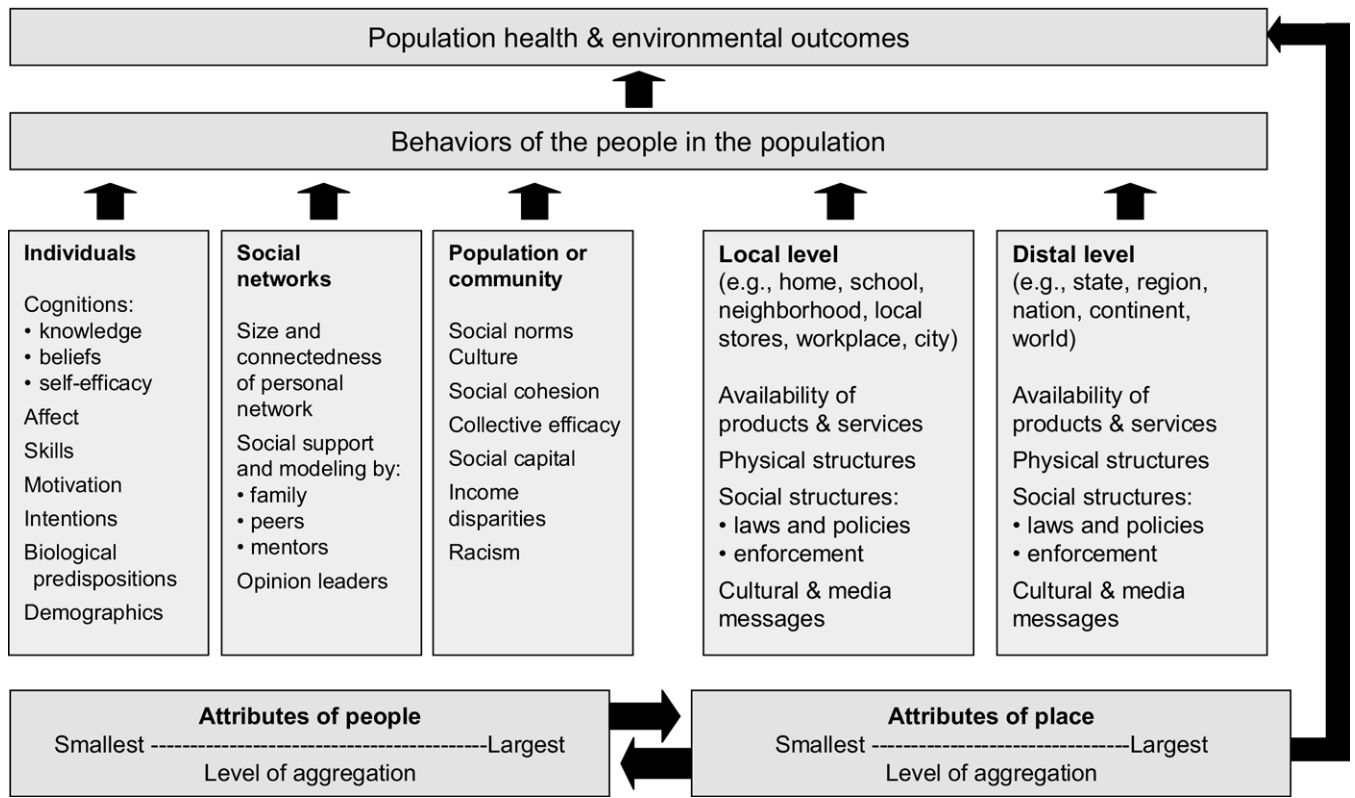 Population health & environmental outcomes
Behaviors of the people in the population
Individuals
Cognitions:
• knowledge
• beliefs
• self-efficacy
Affect
Skills
Motivation
Intentions
Biological
predispositions
Demographics
Social
networks
Size and
connectedness
of personal
network
Social support
and modeling by:
• family
• peers
• mentors
Opinion leaders
Population or
community
Social norms
Culture
Social cohesion
Collective efficacy
Social capital
Income
disparities
Racism
Local level
(e.g., home, school,
neighborhood, local
stores, workplace, city)
Availability of
products & services
Physical structures
Social structures:
• laws and policies
• enforcement
Cultural & media
messages
Distal level
(e.g., state, region,
nation, continent,
world)
Availability of
products & services
Physical structures
Social structures:
• laws and policies
• enforcement
Cultural & media
messages
Attributes of people
Smallest ------------------------------------------Largest
Level of aggregation
Attributes of place
Smallest --------------------------------Largest
Level of aggregation